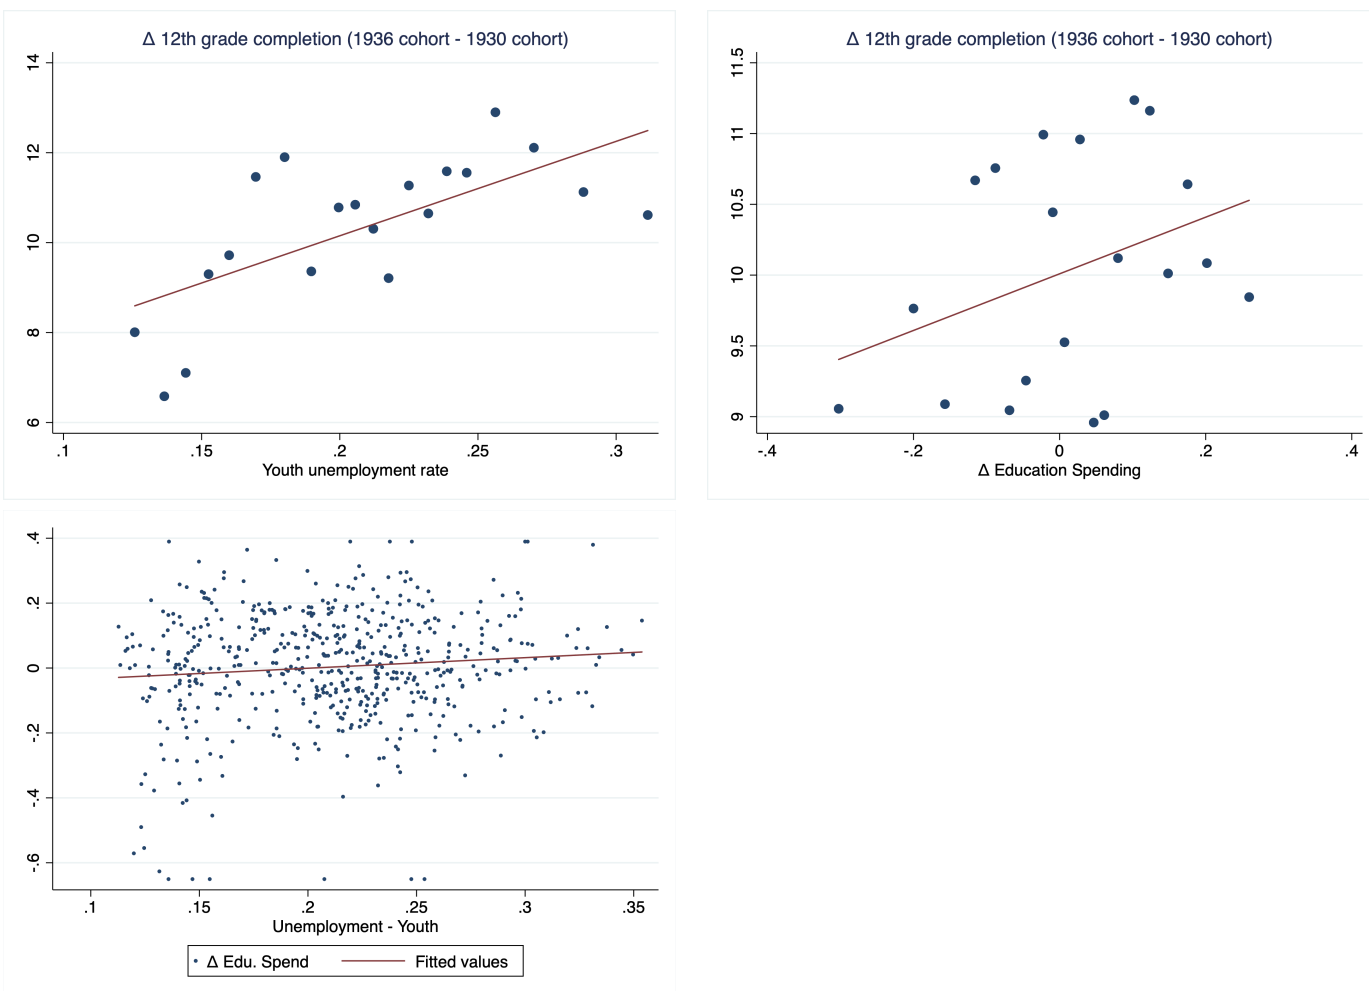 Δ 12th grade completion (1936 cohort - 1930 cohort)
14
12
10
8
6
.1 .15 .2 .25 .3
Youth unemployment rate
Δ 12th grade completion (1936 cohort - 1930 cohort)
11.5
11
10.5
10
9.5
9
-.4 -.2 0 .2 .4
Δ Education Spending
.4
.2
0
-.2
-.4
-.6
.1 .15 .2 .25 .3 .35
Unemployment - Youth
Δ Edu. Spend Fitted values